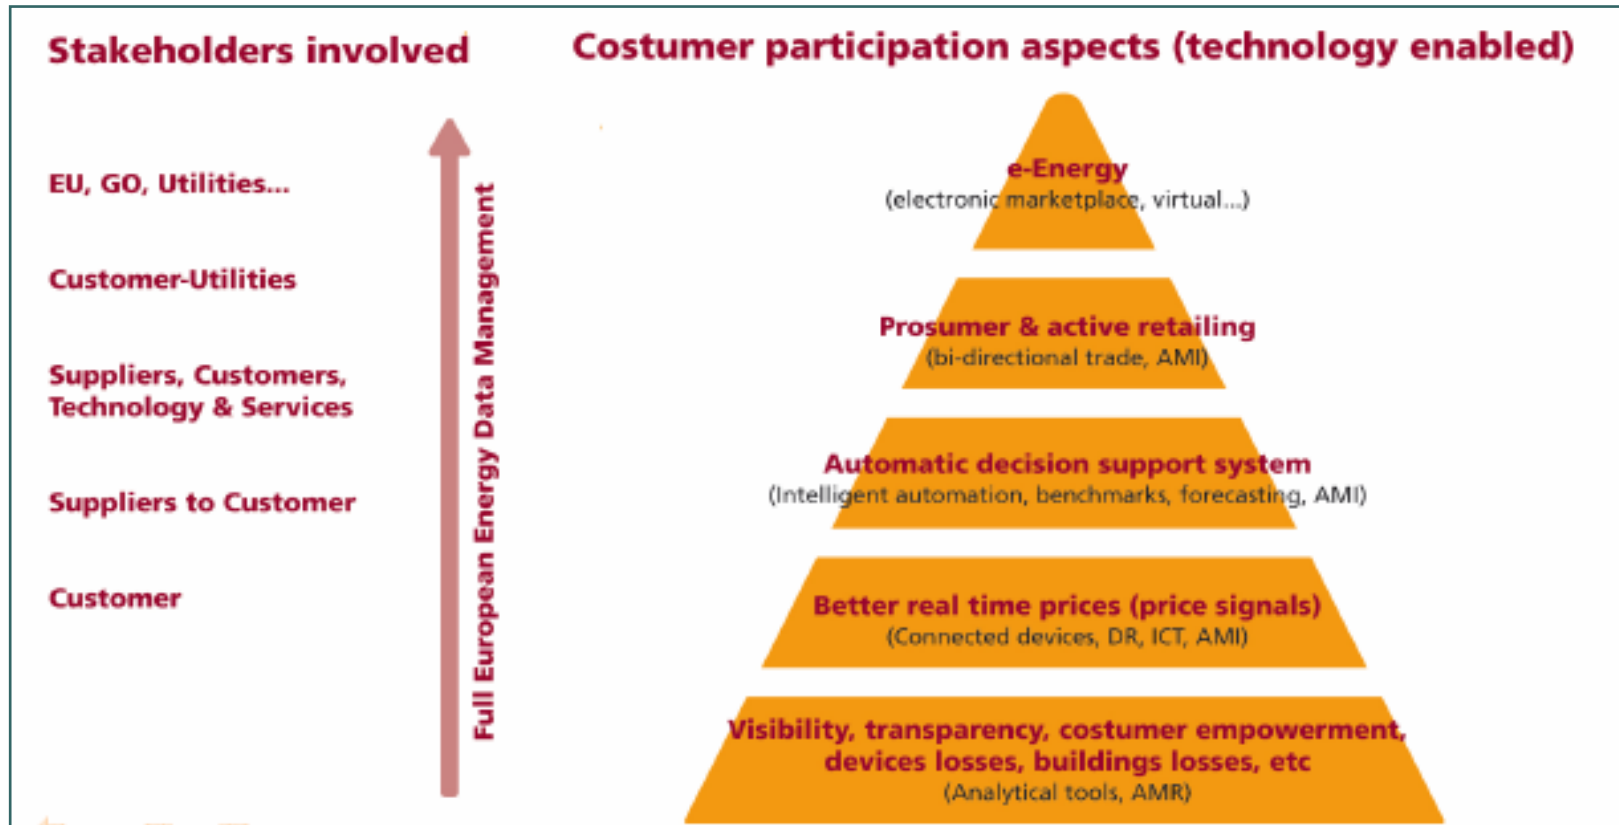 Stakeholders involved
Costumer participation aspects (technology enabled)
EU, GO, Utilities...
Customer-Utilities
Suppliers, Customers,
Technology & Services
Suppliers to Customer
Customer
Full European Energy Data Management
e-Energy
(electronic marketplace, virtual...)
Prosumer & active retailing
(bi-directional trade, AMI)
Automatic decision support system
(Intelligent automation, benchmarks, forecasting, AMI)
Better real time prices (price signals)
(Connected devices, DR, ICT, AMI)
Visibility, transparency, costumer empowerment,
devices losses, buildings losses, etc
(Analytical tools, AMR)